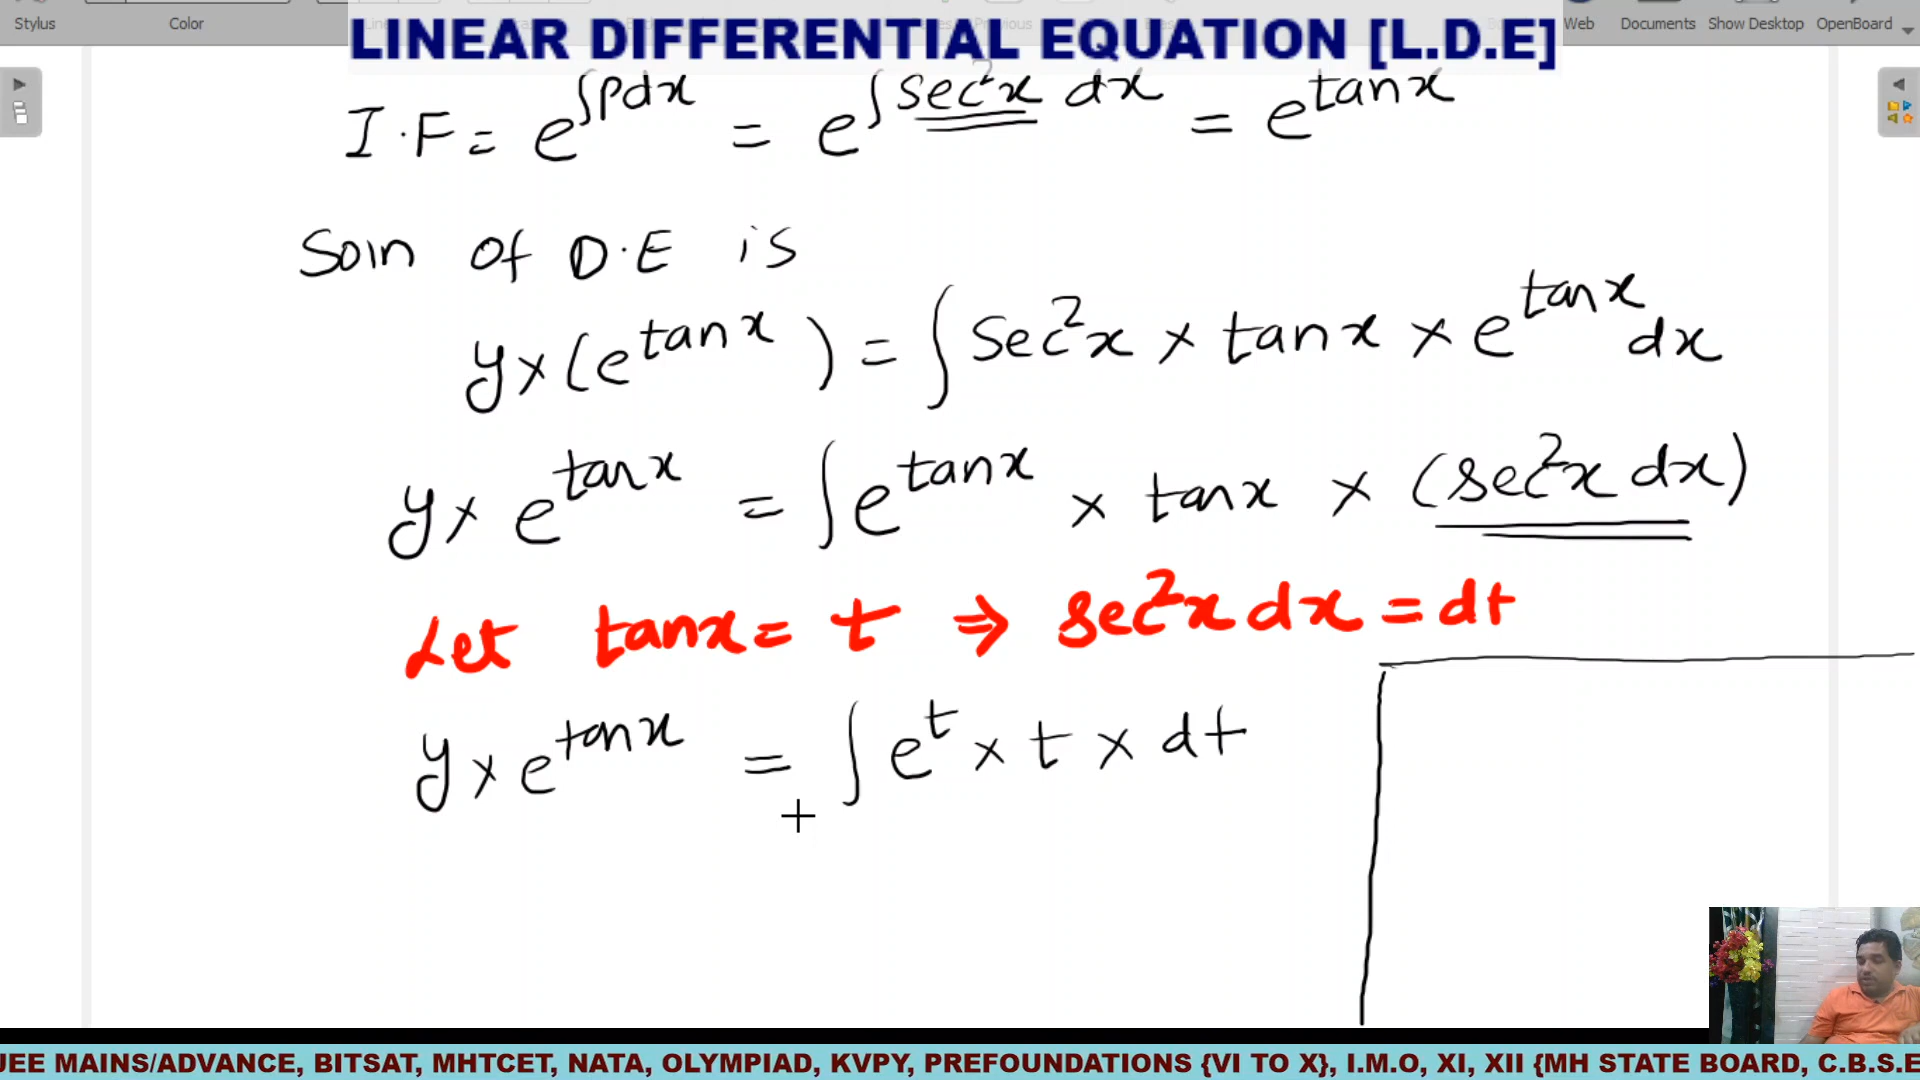 Stylus Color Web Documents Show Desktop OpenBoard
LINEAR DIFFERENTIAL EQUATION [L.D.E]
I.F = e^∫pdx = e^∫sec²x dx = e^tanx
Soln of D.E is
y×(e^tanx) = ∫sec²x × tanx × e^tanx dx
y× e^tanx = ∫e^tanx × tanx × (sec²x dx)
Let tanx = t ⇒ sec²x dx = dt
y×e^tanx = ∫e^t × t × dt
JEE MAINS/ADVANCE, BITSAT, MHTCET, NATA, OLYMPIAD, KVPY, PREFOUNDATIONS {VI TO X}, I.M.O, XI, XII {MH STATE BOARD, C.B.S.E